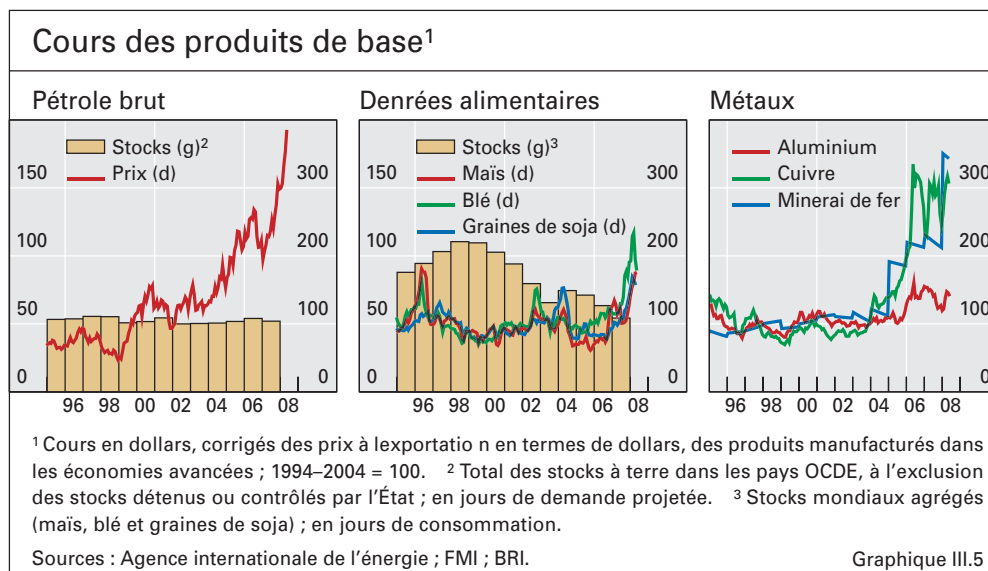 Cours des produits de base¹
Pétrole brut
Denrées alimentaires
Métaux
Stocks (g)²
Prix (d)
150
100
50
0
300
200
100
0
96 98 00 02 04 06 08
Stocks (g)³
Maïs (d)
Blé (d)
Graines de soja (d)
150
100
50
0
300
200
100
0
96 98 00 02 04 06 08
Aluminium
Cuivre
Minerai de fer
300
200
100
0
96 98 00 02 04 06 08
¹ Cours en dollars, corrigés des prix à lexportatio n en termes de dollars, des produits manufacturés dans
les économies avancées ; 1994–2004 = 100. ² Total des stocks à terre dans les pays OCDE, à l’exclusion
des stocks détenus ou contrôlés par l’État ; en jours de demande projetée. ³ Stocks mondiaux agrégés
(maïs, blé et graines de soja) ; en jours de consommation.
Sources : Agence internationale de l’énergie ; FMI ; BRI. Graphique III.5